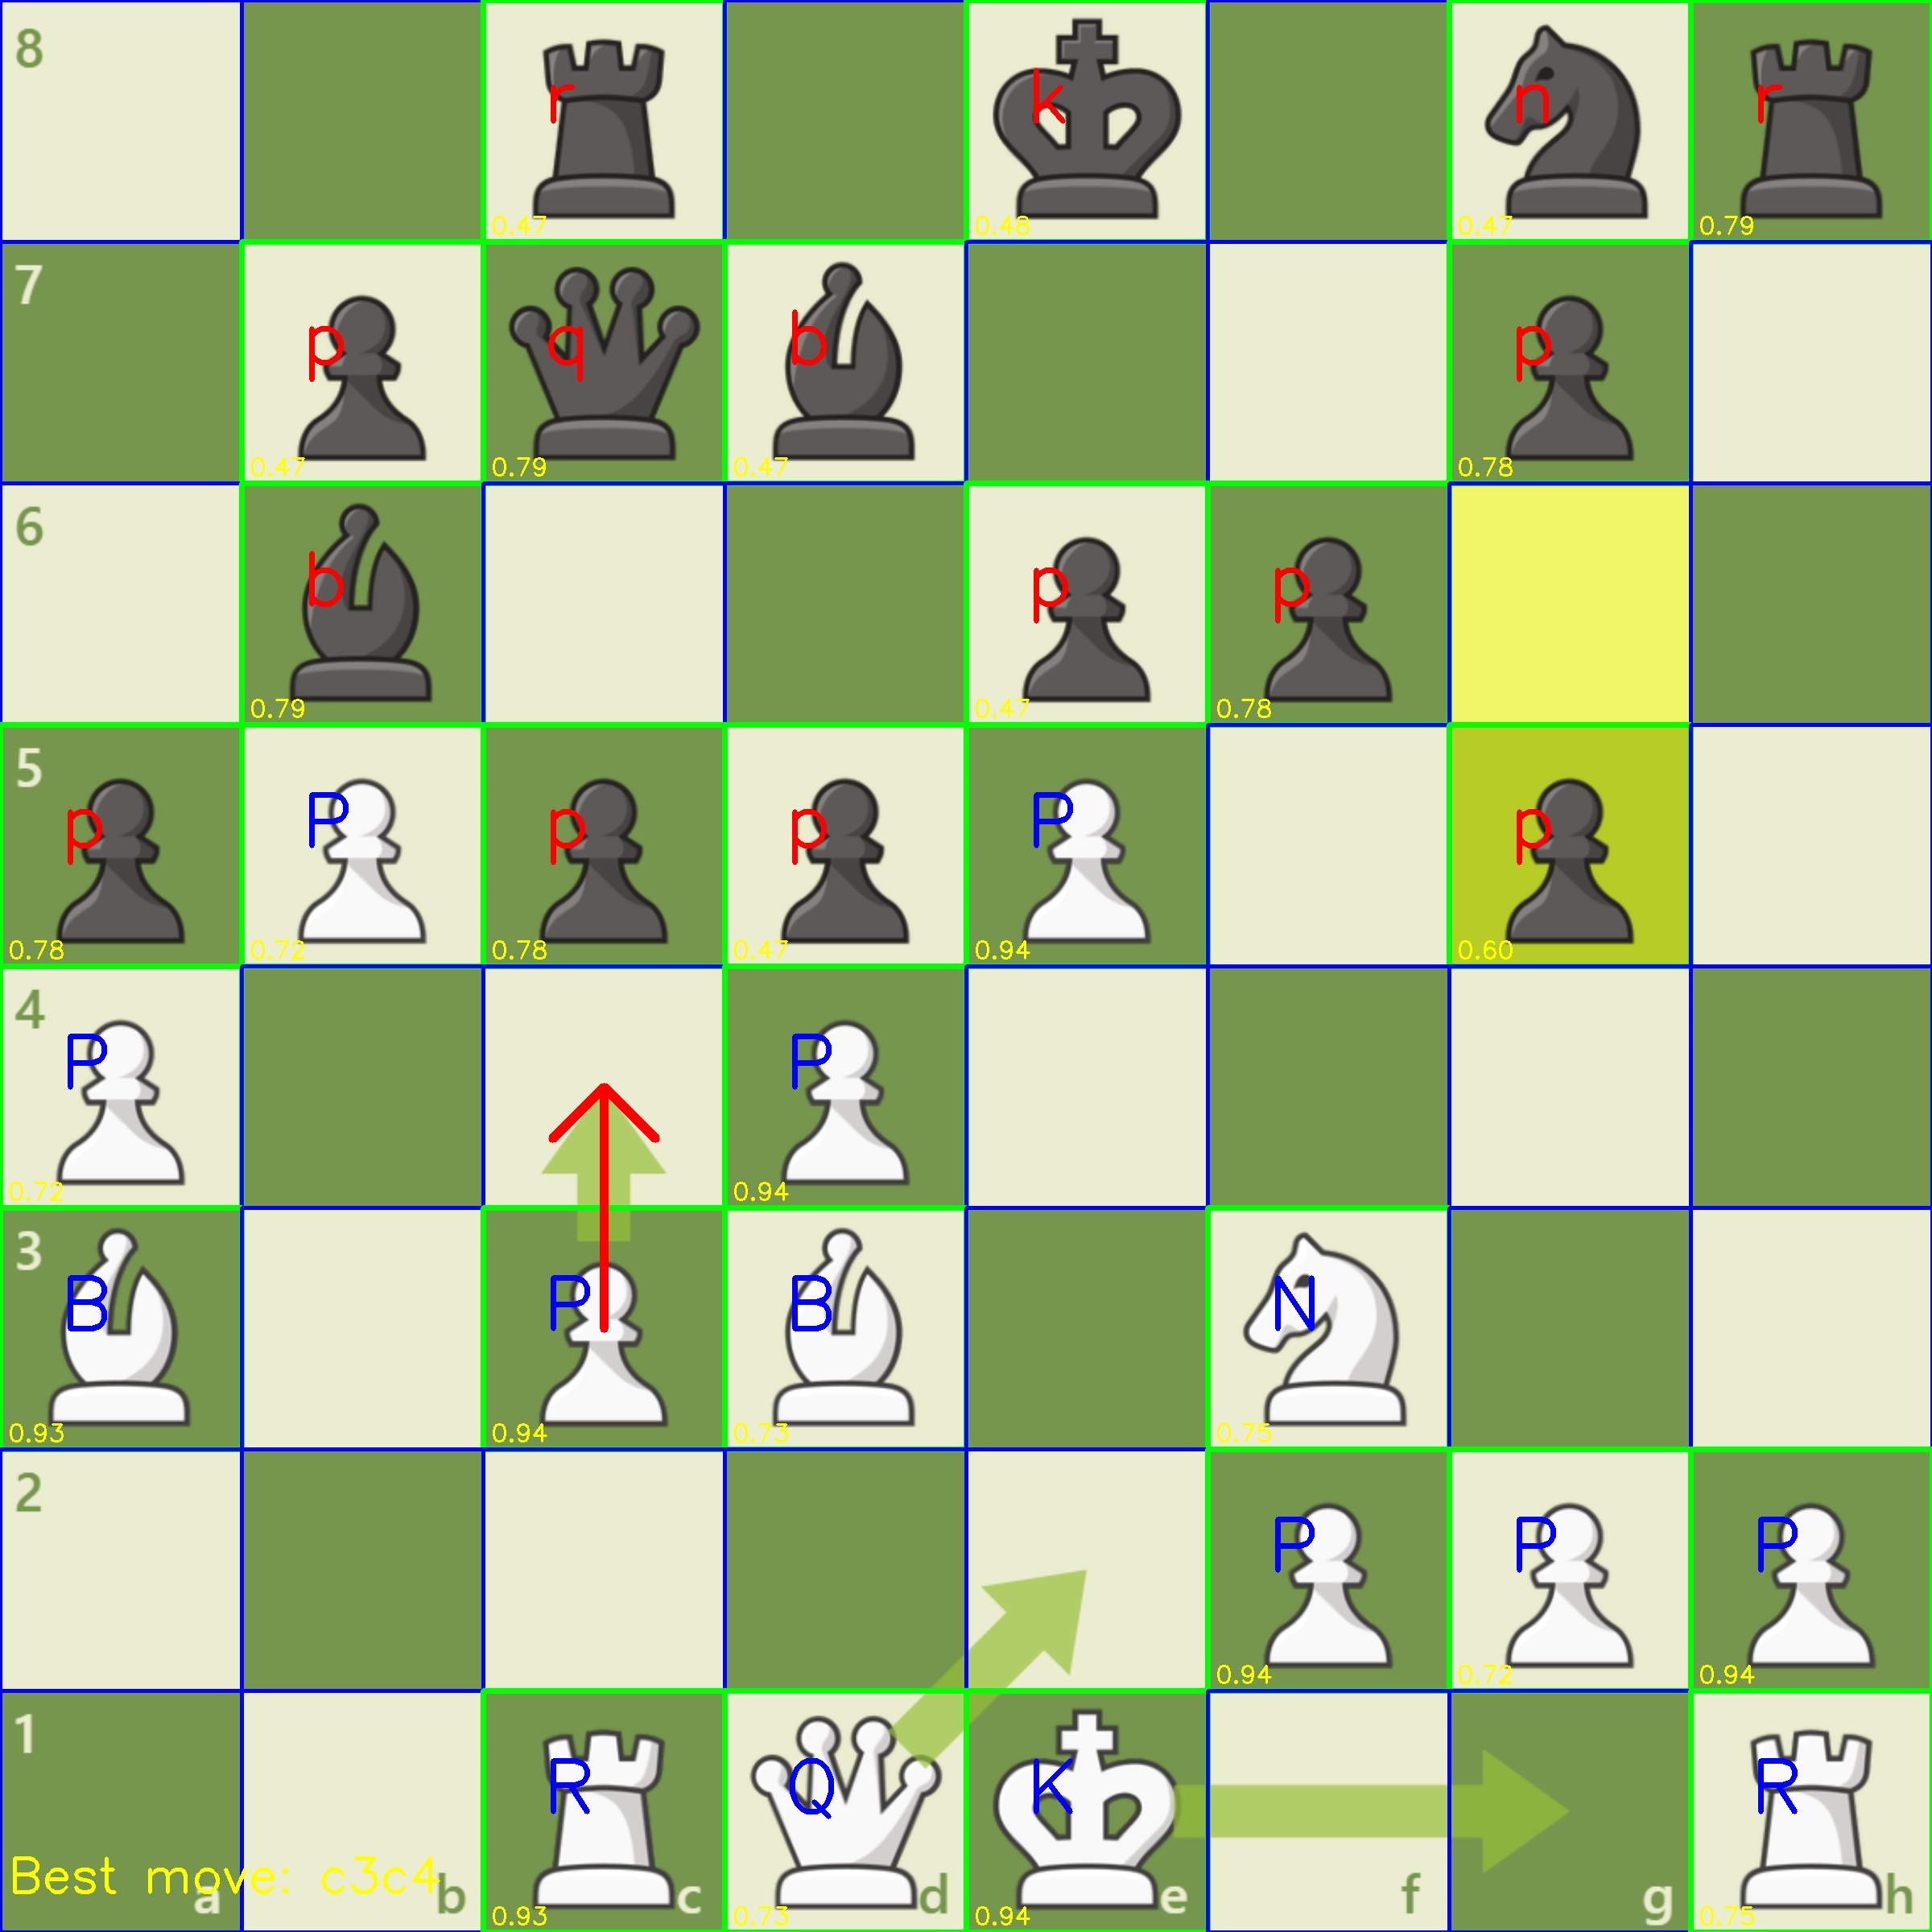 8 r k n r
0.47 0.48 0.47 0.79
7 p q b p
0.47 0.79 0.47 0.78
6 b p p
0.79 0.47 0.78
5 p P p p P p
0.78 0.72 0.78 0.47 0.94 0.60
4 P P
0.72 0.94
3 B P B N
0.93 0.94 0.73 0.75
2 P P P
0.94 0.72 0.94
1 R Q K R
Best move: c3c4
a b c d e f g h
0.93 0.73 0.94 0.75